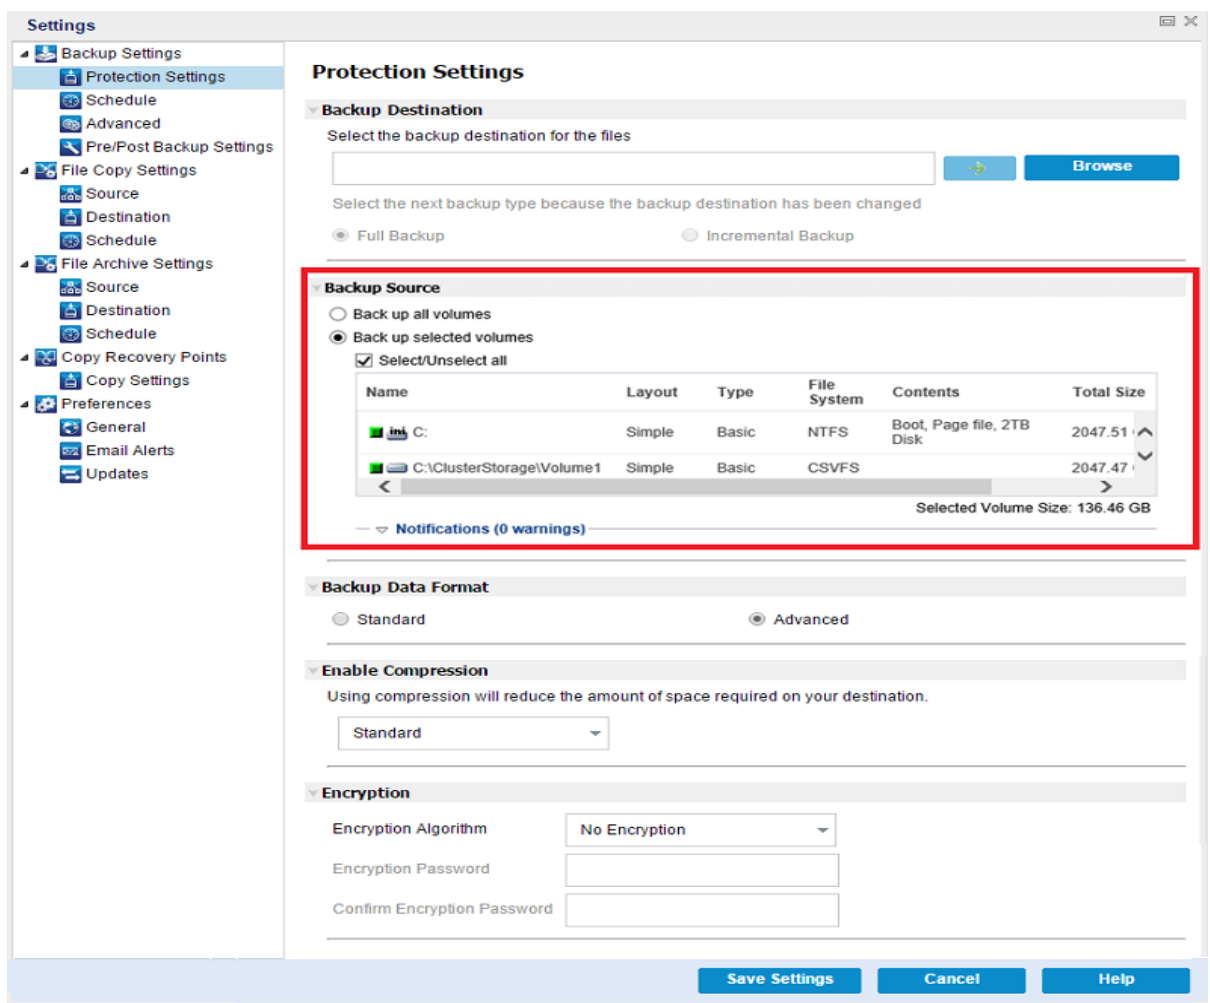 Settings
Backup Settings
Protection Settings
Schedule
Advanced
Pre/Post Backup Settings
File Copy Settings
Source
Destination
Schedule
File Archive Settings
Source
Destination
Schedule
Copy Recovery Points
Copy Settings
Preferences
General
Email Alerts
Updates
Protection Settings
Backup Destination
Select the backup destination for the files
Browse
Select the next backup type because the backup destination has been changed
Full Backup Incremental Backup
Backup Source
Back up all volumes
Back up selected volumes
Select/Unselect all
Name Layout Type File System Contents Total Size
C: Simple Basic NTFS Boot, Page file, 2TB Disk 2047.51
C:\ClusterStorage\Volume1 Simple Basic CSVFS 2047.47
Selected Volume Size: 136.46 GB
Notifications (0 warnings)
Backup Data Format
Standard Advanced
Enable Compression
Using compression will reduce the amount of space required on your destination.
Standard
Encryption
Encryption Algorithm No Encryption
Encryption Password
Confirm Encryption Password
Save Settings Cancel Help